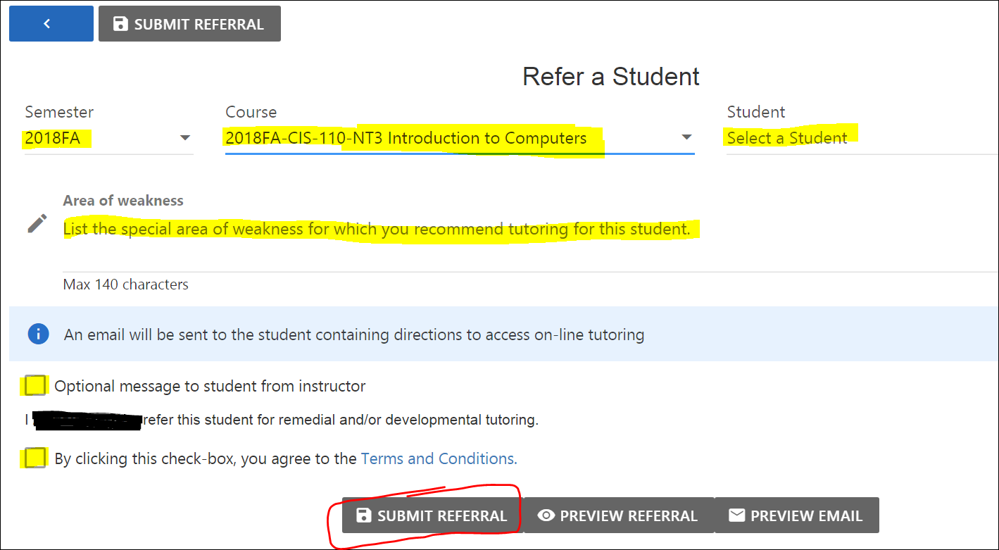 SUBMIT REFERRAL
Refer a Student
Semester
Course
Student
2018FA
2018FA-CIS-110-NT3 Introduction to Computers
Select a Student
Area of weakness
List the special area of weakness for which you recommend tutoring for this student.
Max 140 characters
An email will be sent to the student containing directions to access on-line tutoring
Optional message to student from instructor
I refer this student for remedial and/or developmental tutoring.
By clicking this check-box, you agree to the Terms and Conditions.
SUBMIT REFERRAL
PREVIEW REFERRAL
PREVIEW EMAIL